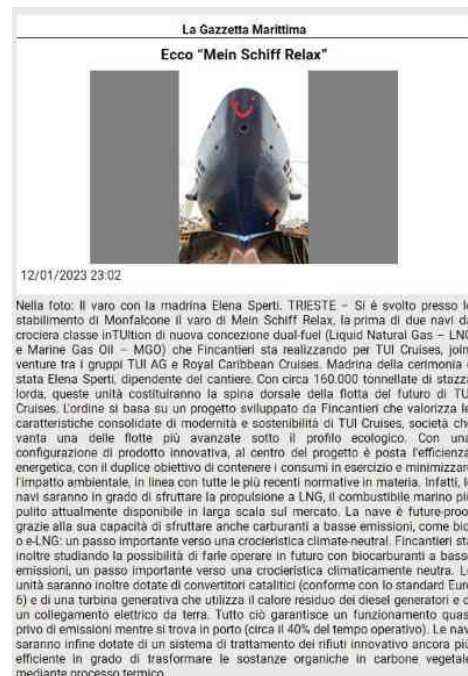 La Gazzetta Marittima
Ecco “Mein Schiff Relax”
12/01/2023 23:02
Nella foto: Il varo con la madrina Elena Sperti. TRIESTE – Si è svolto presso lo
stabilimento di Monfalcone il varo di Mein Schiff Relax, la prima di due navi da
crociera classe inTUItion di nuova concezione dual-fuel (Liquid Natural Gas – LNG
e Marine Gas Oil – MGO) che Fincantieri sta realizzando per TUI Cruises, join
venture tra i gruppi TUI AG e Royal Caribbean Cruises. Madrina della cerimonia
stata Elena Sperti, dipendente del cantiere. Con circa 160.000 tonnellate di stazza
lorda, queste unità costituiranno la spina dorsale della flotta del futuro di TUI
Cruises. L'ordine si basa su un progetto sviluppato da Fincantieri che valorizza le
caratteristiche consolidate di modernità e sostenibilità di TUI Cruises, società che
vanta una delle flotte più avanzate sotto il profilo ecologico. Con una
configurazione di prodotto innovativa, al centro del progetto è posta l'efficienza
energetica, con il duplice obiettivo di contenere i consumi in esercizio e minimizzare
l'impatto ambientale, in linea con tutte le più recenti normative in materia. Infatti, le
navi saranno in grado di sfruttare la propulsione a LNG, il combustibile marino più
pulito attualmente disponibile in larga scala sul mercato. La nave è future-proof
grazie alla sua capacità di sfruttare anche carburanti a basse emissioni, come bio
o e-LNG: un passo importante verso una crocieristica climate-neutral. Fincantieri sta
inoltre studiando la possibilità di farle operare in futuro con biocarburanti a basse
emissioni, un passo importante verso una crocieristica climaticamente neutra. Le
unità saranno inoltre dotate di convertitori catalitici (conforme con lo standard Euro
6) e di una turbina generativa che utilizza il calore residuo dei diesel generatori e d
un collegamento elettrico da terra. Tutto ciò garantisce un funzionamento quasi
privo di emissioni mentre si trova in porto (circa il 40% del tempo operativo). Le navi
saranno infine dotate di un sistema di trattamento dei rifiuti innovativo ancora più
efficiente in grado di trasformare le sostanze organiche in carbone vegetale
mediante processo termico.